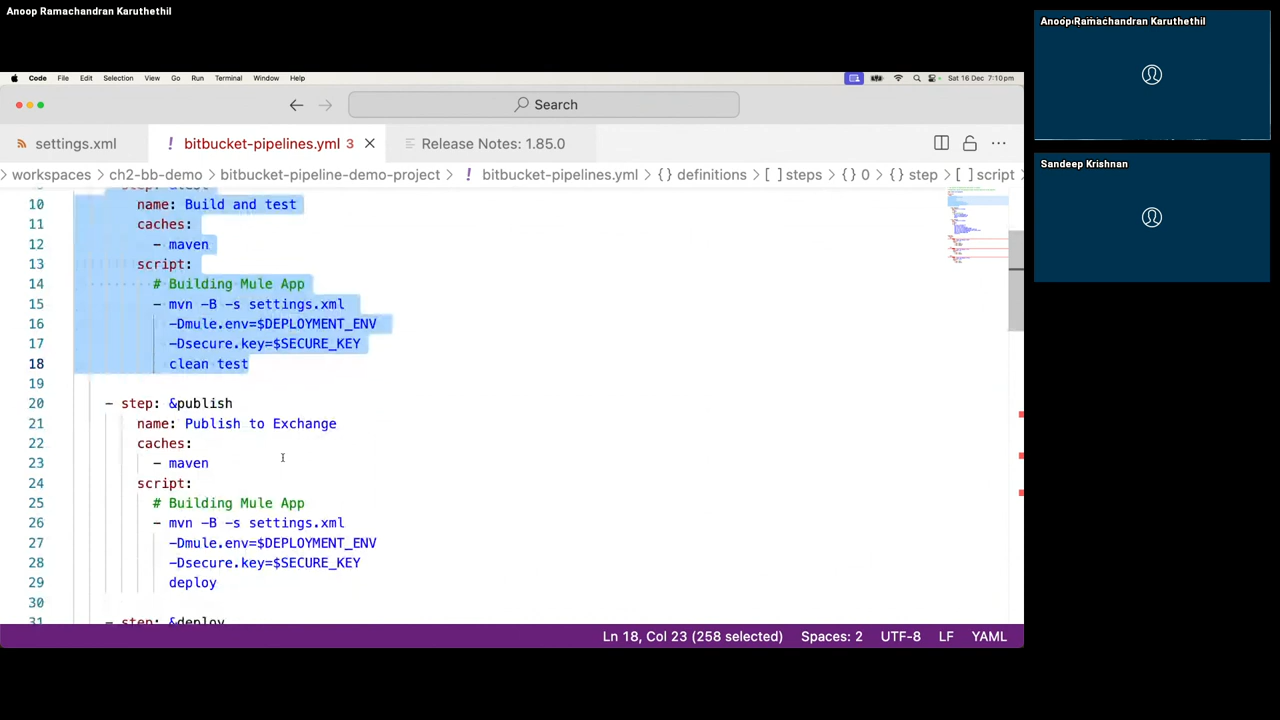 Anoop Ramachandran Karuthethil
Code File Edit Selection View Go Run Terminal Window Help Sat 16 Dec 7:10pm
Search
settings.xml ! bitbucket-pipelines.yml 3 Release Notes: 1.85.0
workspaces > ch2-bb-demo > bitbucket-pipeline-demo-project > ! bitbucket-pipelines.yml > { } definitions > [ ] steps > { } 0 > { } step > [ ] script
10 name: Build and test
11 caches:
12 - maven
13 script:
14 # Building Mule App
15 - mvn -B -s settings.xml
16 -Dmule.env=$DEPLOYMENT_ENV
17 -Dsecure.key=$SECURE_KEY
18 clean test
19
20 - step: &publish
21 name: Publish to Exchange
22 caches:
23 - maven
24 script:
25 # Building Mule App
26 - mvn -B -s settings.xml
27 -Dmule.env=$DEPLOYMENT_ENV
28 -Dsecure.key=$SECURE_KEY
29 deploy
30
31 - step: &deploy
Ln 18, Col 23 (258 selected) Spaces: 2 UTF-8 LF YAML
Anoop Ramachandran Karuthethil
Sandeep Krishnan